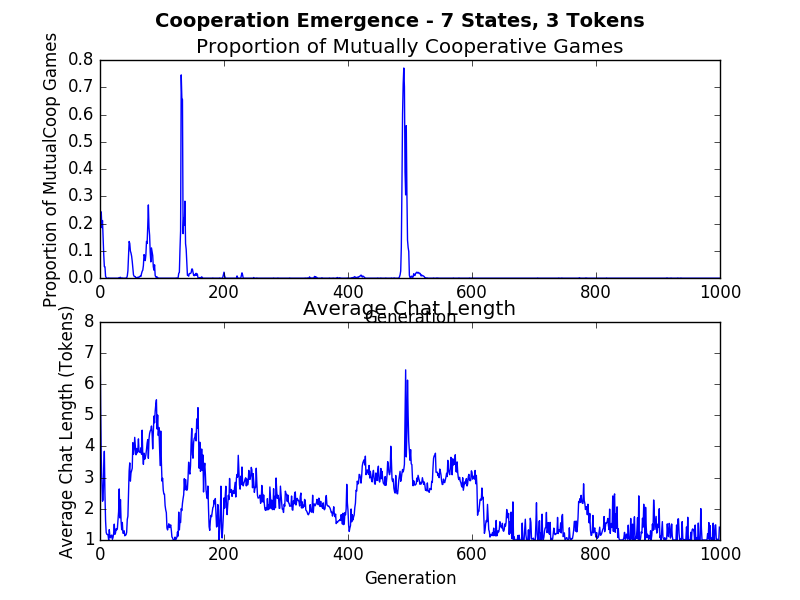 Cooperation Emergence - 7 States, 3 Tokens
Proportion of Mutually Cooperative Games
Proportion of MutualCoop Games
0.8
0.7
0.6
0.5
0.4
0.3
0.2
0.1
0.0
0 200 400 600 800 1000
Generation
Average Chat Length
Average Chat Length (Tokens)
8
7
6
5
4
3
2
1
0 200 400 600 800 1000
Generation